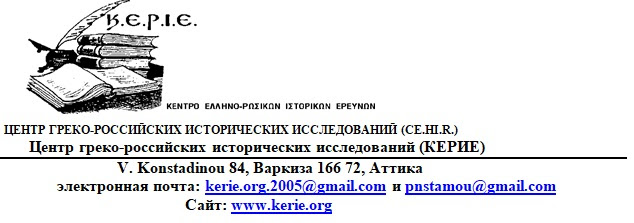 Κ.Ε.Ρ.Ι.Ε.
ΚΕΝΤΡΟ ΕΛΛΗΝΟ-ΡΩΣΙΚΩΝ ΙΣΤΟΡΙΚΩΝ ΕΡΕΥΝΩΝ
ЦЕНТР ГРЕКО-РОССИЙСКИХ ИСТОРИЧЕСКИХ ИССЛЕДОВАНИЙ (CE.HI.R.)
Центр греко-российских исторических исследований (КЕРИЕ)
V. Konstadinou 84, Варкиза 166 72, Аттика
электронная почта: kerie.org.2005@gmail.com и pnstamou@gmail.com
Сайт: www.kerie.org